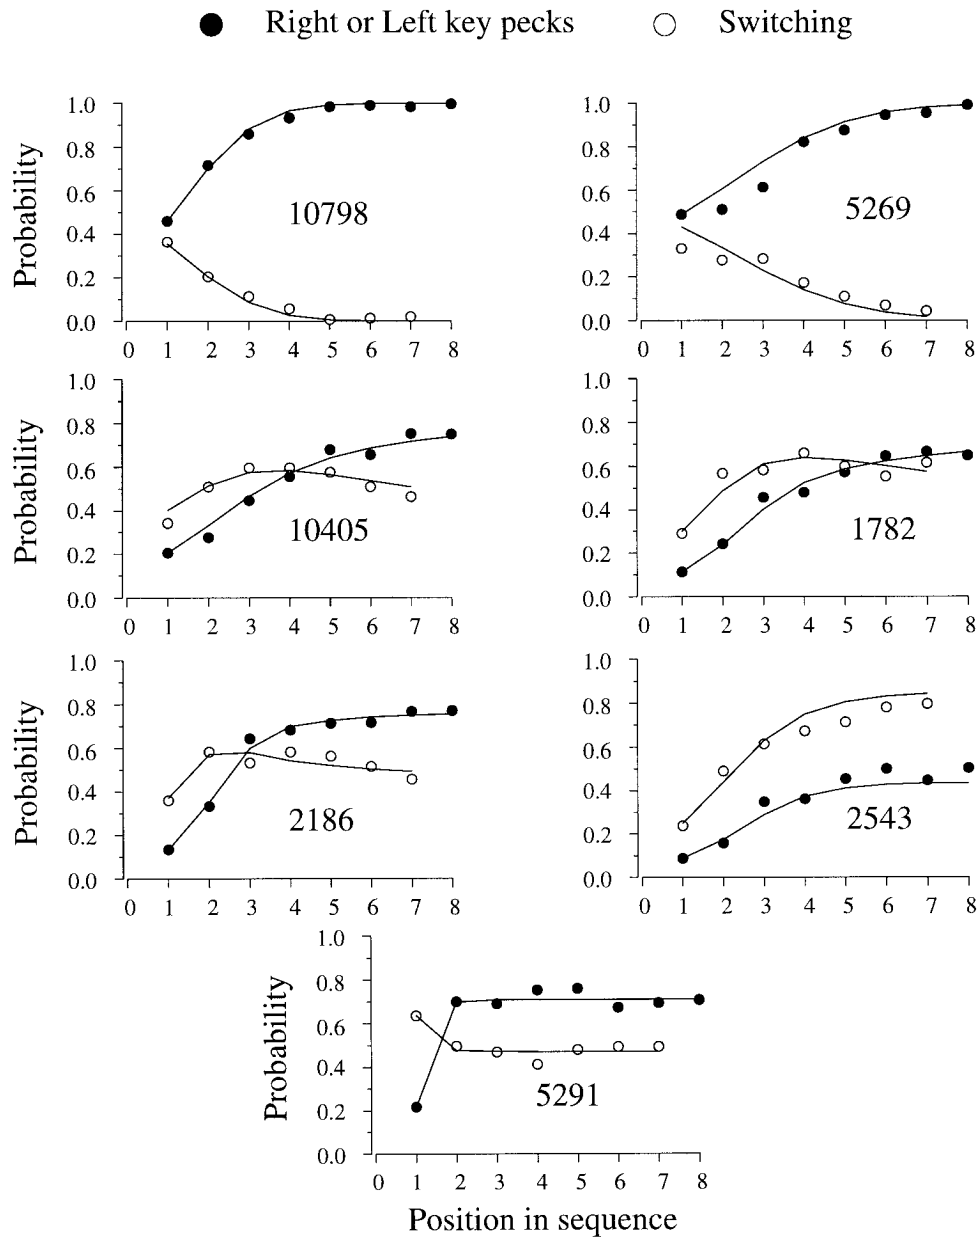 ● Right or Left key pecks ○ Switching
1.0 1.0
0.8 0.8
0.6 0.6
10798 5269
0.4 0.4
0.2 0.2
0.0 0.0
Probability
0 1 2 3 4 5 6 7 8 0 1 2 3 4 5 6 7 8
1.0 1.0
0.8 0.8
0.6 0.6
0.4 0.4
10405 1782
0.2 0.2
0.0 0.0
Probability
0 1 2 3 4 5 6 7 8 0 1 2 3 4 5 6 7 8
1.0 1.0
0.8 0.8
0.6 0.6
0.4 0.4
2186 2543
0.2 0.2
0.0 0.0
Probability
0 1 2 3 4 5 6 7 8 0 1 2 3 4 5 6 7 8
1.0
0.8
0.6
0.4
5291
0.2
0.0
Probability
0 1 2 3 4 5 6 7 8
Position in sequence